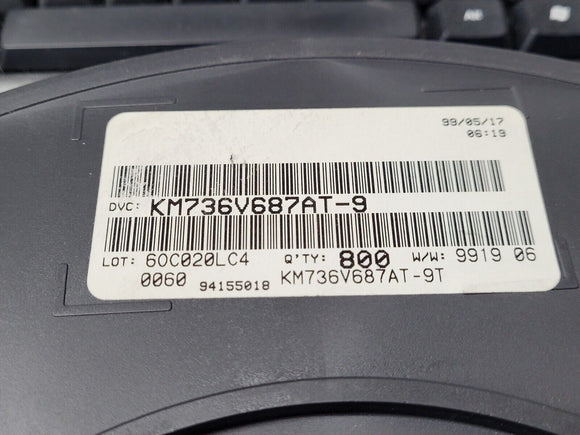 99/05/17
06:19
DVC: KM736V687AT-9
LOT: 60C020LC4 Q'TY: 800 W/W: 9919 06
0060 94155018 KM736V687AT-9T